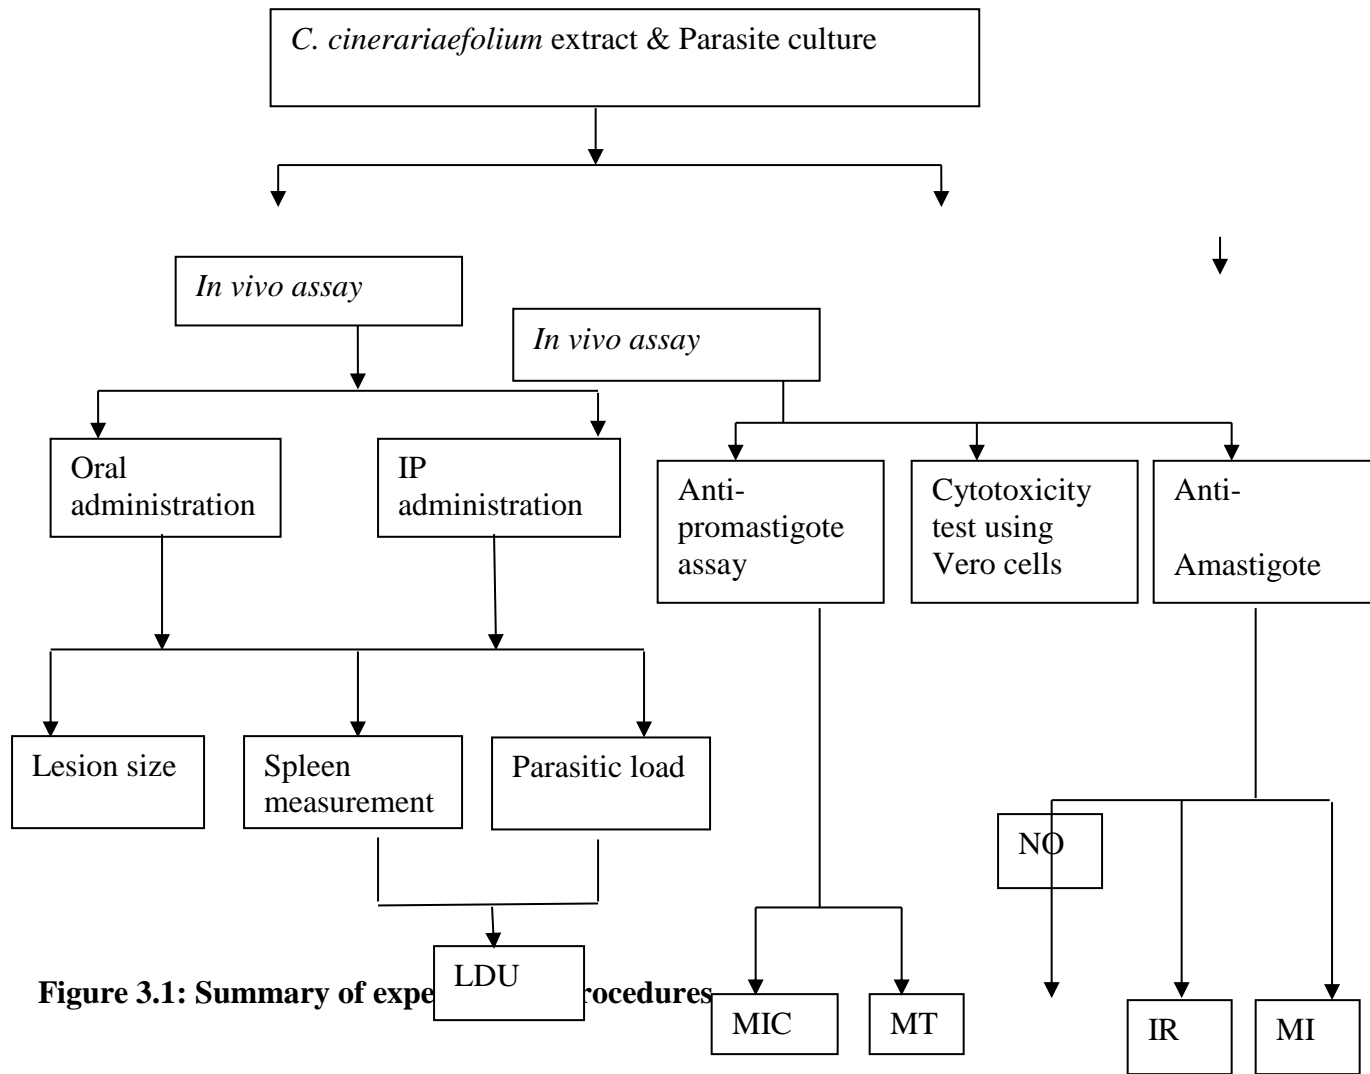 C. cinerariaefolium extract & Parasite culture
In vivo assay
In vivo assay
Oral
administration
IP
administration
Anti-
promastigote
assay
Cytotoxicity
test using
Vero cells
Anti-
Amastigote
Lesion size
Spleen
measurement
Parasitic load
NO
LDU
MIC
MT
IR
MI
Figure 3.1: Summary of expe rocedures